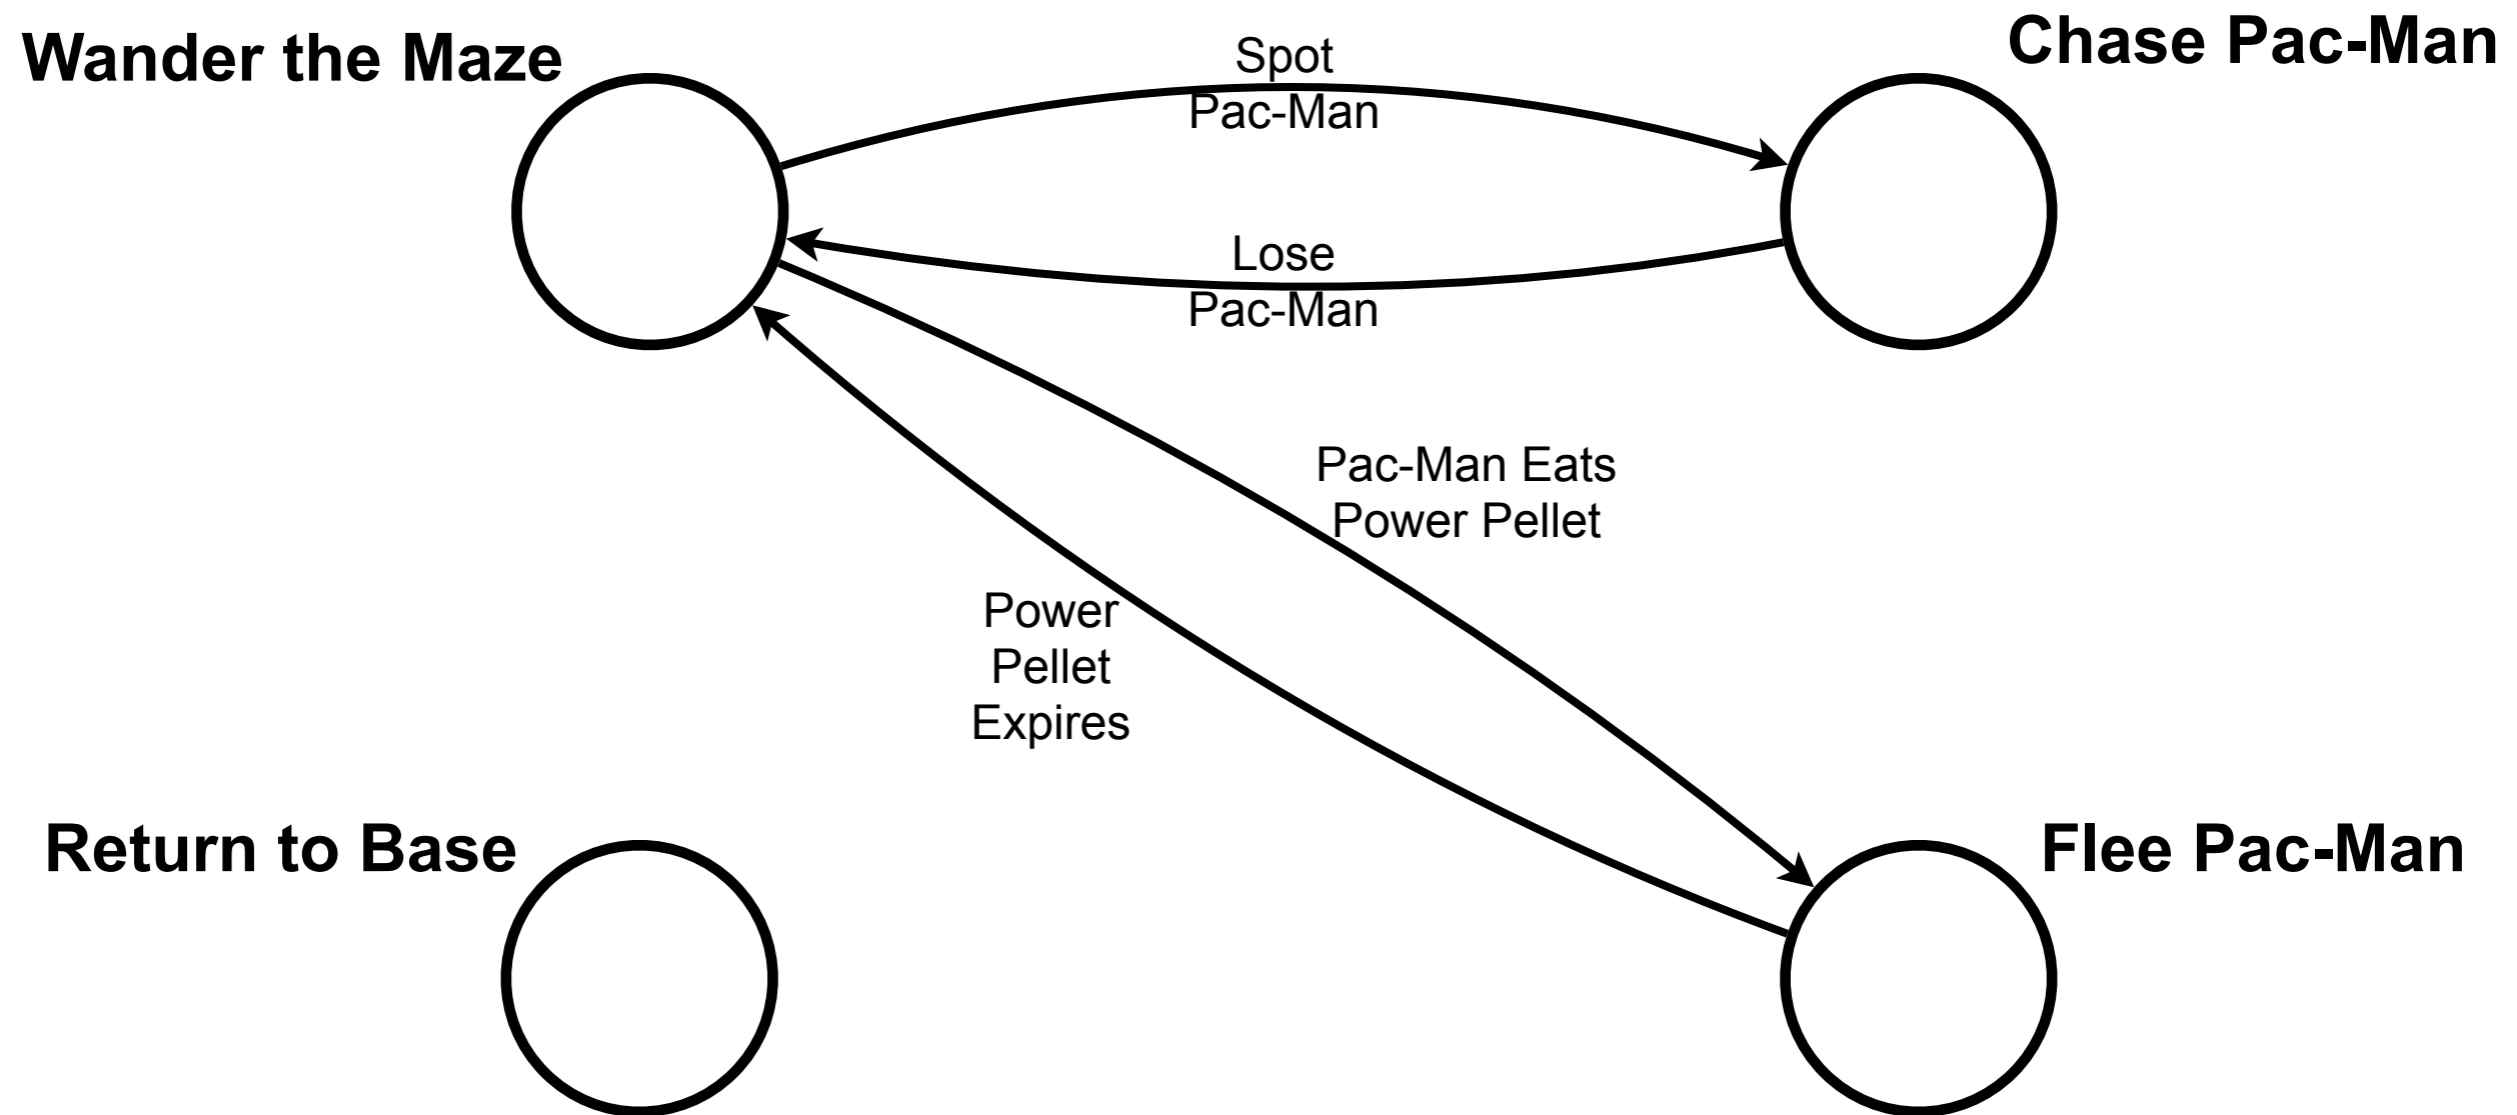 Wander the Maze
Chase Pac-Man
Spot
Pac-Man
Lose
Pac-Man
Pac-Man Eats
Power Pellet
Power
Pellet
Expires
Return to Base
Flee Pac-Man